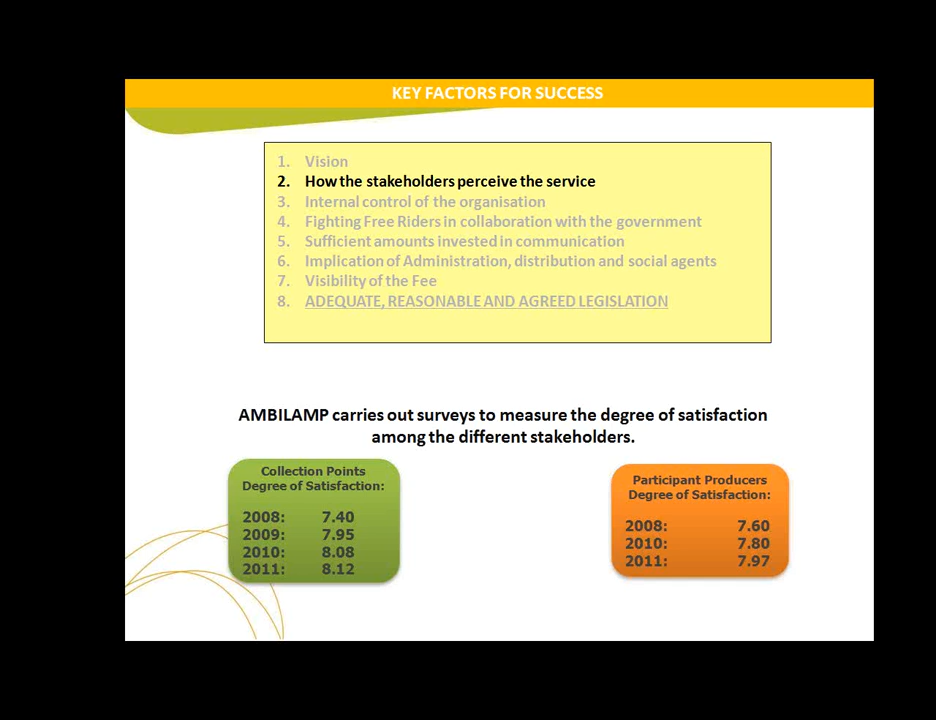 KEY FACTORS FOR SUCCESS
1. Vision
2. How the stakeholders perceive the service
3. Internal control of the organisation
4. Fighting Free Riders in collaboration with the government
5. Sufficient amounts invested in communication
6. Implication of Administration, distribution and social agents
7. Visibility of the Fee
8. ADEQUATE, REASONABLE AND AGREED LEGISLATION
AMBILAMP carries out surveys to measure the degree of satisfaction
among the different stakeholders.
Collection Points
Degree of Satisfaction:
2008: 7.40
2009: 7.95
2010: 8.08
2011: 8.12
Participant Producers
Degree of Satisfaction:
2008: 7.60
2010: 7.80
2011: 7.97